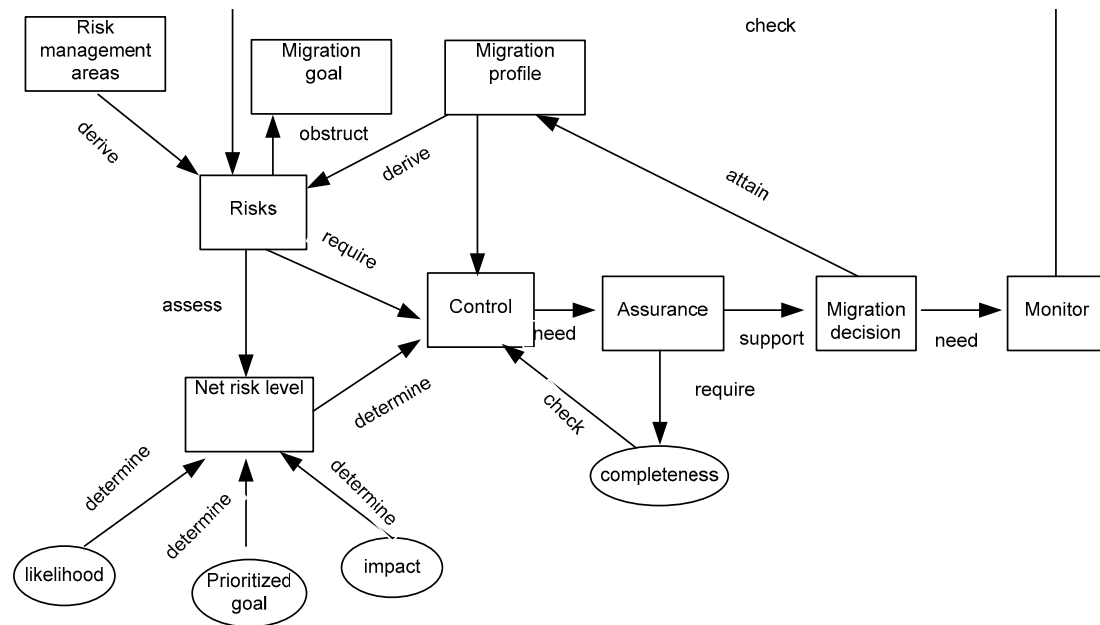 check
Risk
management
areas
Migration
goal
Migration
profile
derive
obstruct
derive
attain
Risks
require
assess
Control
need
Assurance
support
Migration
decision
need
Monitor
Net risk level
determine
check
require
completeness
determine
determine
determine
likelihood
Prioritized
goal
impact